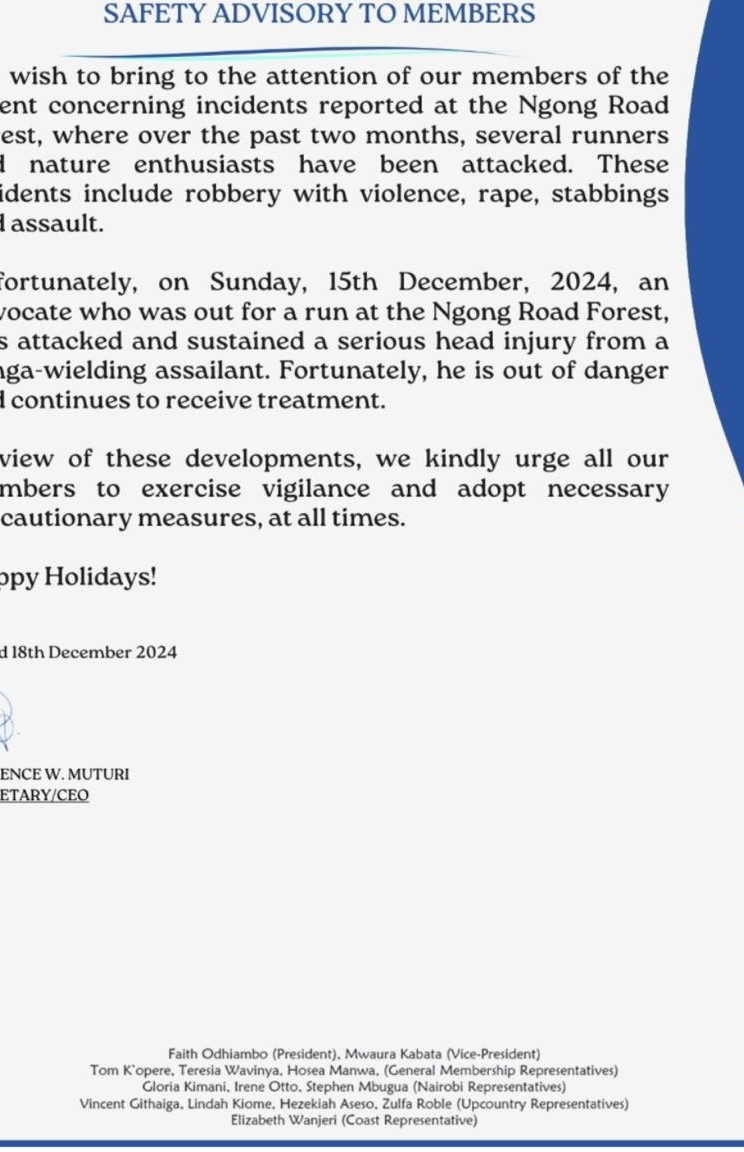 SAFETY ADVISORY TO MEMBERS
wish to bring to the attention of our members of the
ent concerning incidents reported at the Ngong Road
est, where over the past two months, several runners
d nature enthusiasts have been attacked. These
idents include robbery with violence, rape, stabbings
d assault.
fortunately, on Sunday, 15th December, 2024, an
vocate who was out for a run at the Ngong Road Forest,
s attacked and sustained a serious head injury from a
nga-wielding assailant. Fortunately, he is out of danger
d continues to receive treatment.
view of these developments, we kindly urge all our
mbers to exercise vigilance and adopt necessary
cautionary measures, at all times.
ppy Holidays!
d 18th December 2024
ENCE W. MUTURI
ETARY/CEO
Faith Odhiambo (President), Mwaura Kabata (Vice-President)
Tom K'opere, Teresia Wavinya, Hosea Manwa, (General Membership Representatives)
Gloria Kimani, Irene Otto, Stephen Mbugua (Nairobi Representatives)
Vincent Githaiga, Lindah Kiome, Hezekiah Aseso, Zulfa Roble (Upcountry Representatives)
Elizabeth Wanjeri (Coast Representative)